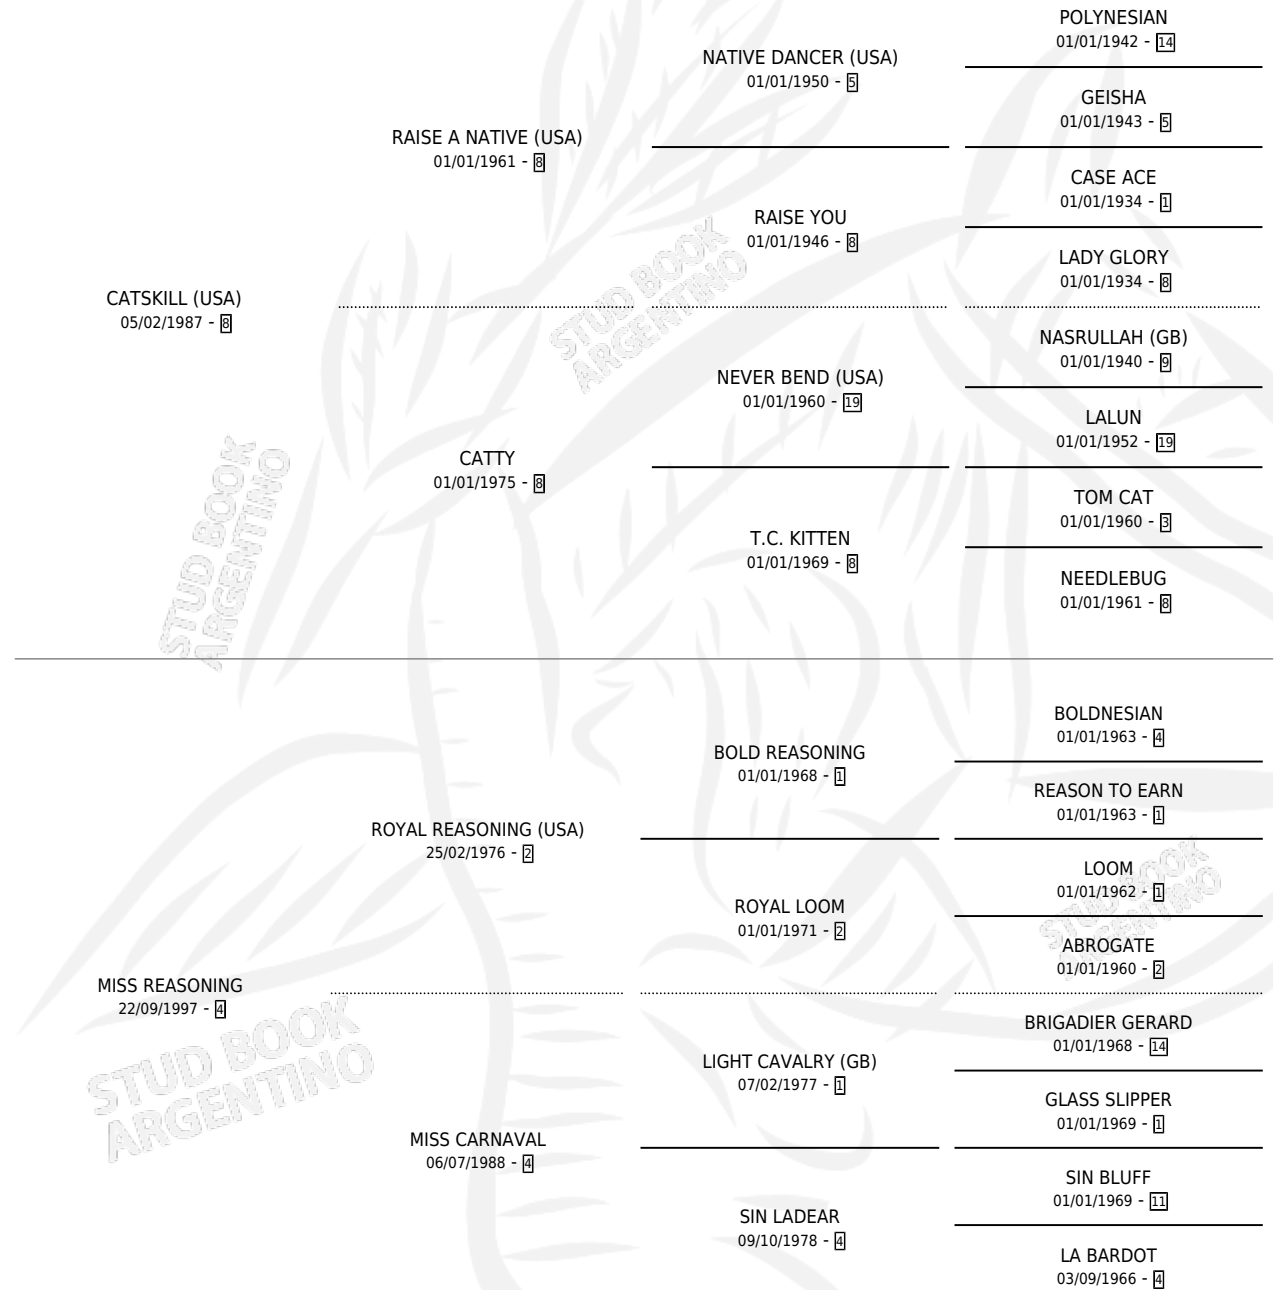 POLYNESIAN
01/01/1942 - 14
NATIVE DANCER (USA)
01/01/1950 - 5
GEISHA
01/01/1943 - 5
RAISE A NATIVE (USA)
01/01/1961 - 8
CASE ACE
01/01/1934 - 1
RAISE YOU
01/01/1946 - 8
LADY GLORY
01/01/1934 - 8
CATSKILL (USA)
05/02/1987 - 8
NASRULLAH (GB)
01/01/1940 - 9
NEVER BEND (USA)
01/01/1960 - 19
LALUN
01/01/1952 - 19
CATTY
01/01/1975 - 8
TOM CAT
01/01/1960 - 3
T.C. KITTEN
01/01/1969 - 8
NEEDLEBUG
01/01/1961 - 8
BOLDNESIAN
01/01/1963 - 4
BOLD REASONING
01/01/1968 - 1
REASON TO EARN
01/01/1963 - 1
ROYAL REASONING (USA)
25/02/1976 - 2
LOOM
01/01/1962 - 1
ROYAL LOOM
01/01/1971 - 2
ABROGATE
01/01/1960 - 2
MISS REASONING
22/09/1997 - 4
BRIGADIER GERARD
01/01/1968 - 14
LIGHT CAVALRY (GB)
07/02/1977 - 1
GLASS SLIPPER
01/01/1969 - 1
MISS CARNAVAL
06/07/1988 - 4
SIN BLUFF
01/01/1969 - 11
SIN LADEAR
09/10/1978 - 4
LA BARDOT
03/09/1966 - 4
STUD BOOK
ARGENTINO
STUD BOOK
ARGENTINO
STUD BOOK
ARGENTINO
STUD BOOK
ARGENTINO